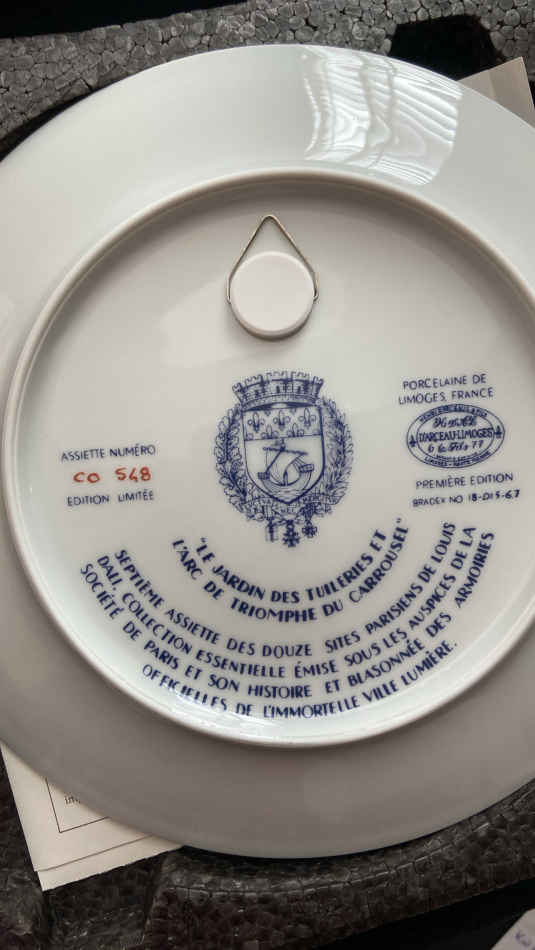 PORCELAINE DE
LIMOGES, FRANCE
D'ARCEAU-LIMOGES
ASSIETTE NUMÉRO
CO 548
EDITION LIMITÉE
PREMIÈRE EDITION
BRADEX NO 18-D15-6.7
"LE JARDIN DES TUILERIES ET
L'ARC DE TRIOMPHE DU CARROUSEL"
SEPTIÈME ASSIETTE DES DOUZE SITES PARISIENS DE LOUIS
DALI, COLLECTION ESSENTIELLE ÉMISE SOUS LES AUSPICES DE LA
SOCIÉTÉ DE PARIS ET SON HISTOIRE ET BLASONNÉE DES ARMOIRIES
OFFICIELLES DE L'IMMORTELLE VILLE LUMIÈRE.